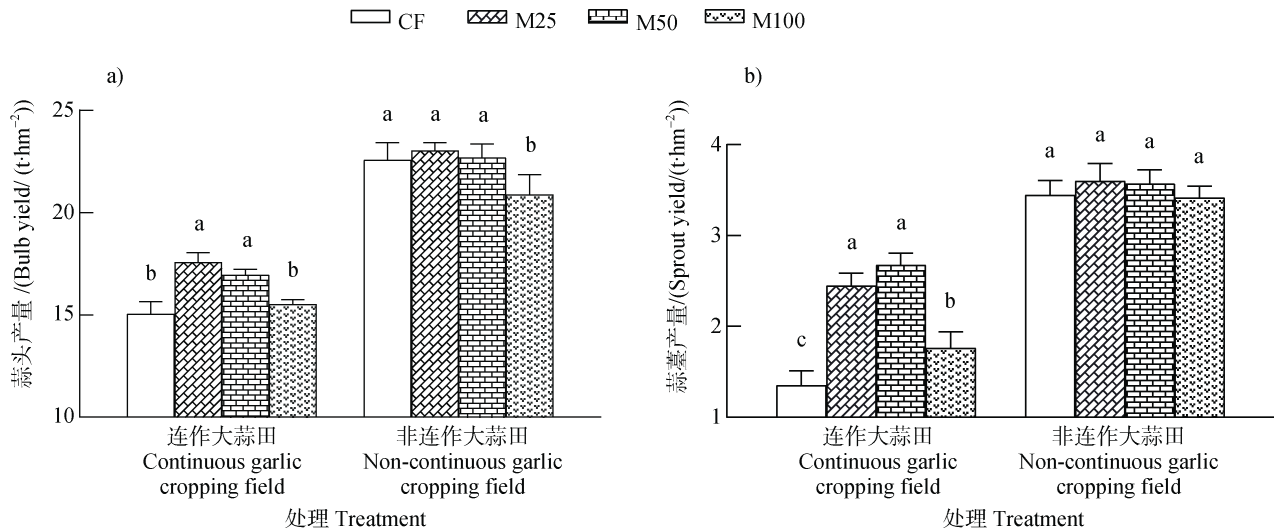 CF M25 M50 M100
a)
蒜头产量/(Bulb yield/ (t·hm⁻²))
25
20
15
10
b a a b
a a a b
连作大蒜田
Continuous garlic
cropping field
非连作大蒜田
Non-continuous garlic
cropping field
处理 Treatment
b)
蒜薹产量/(Sprout yield/(t·hm⁻²))
4
3
2
1
c a a b
a a a a
连作大蒜田
Continuous garlic
cropping field
非连作大蒜田
Non-continuous garlic
cropping field
处理 Treatment